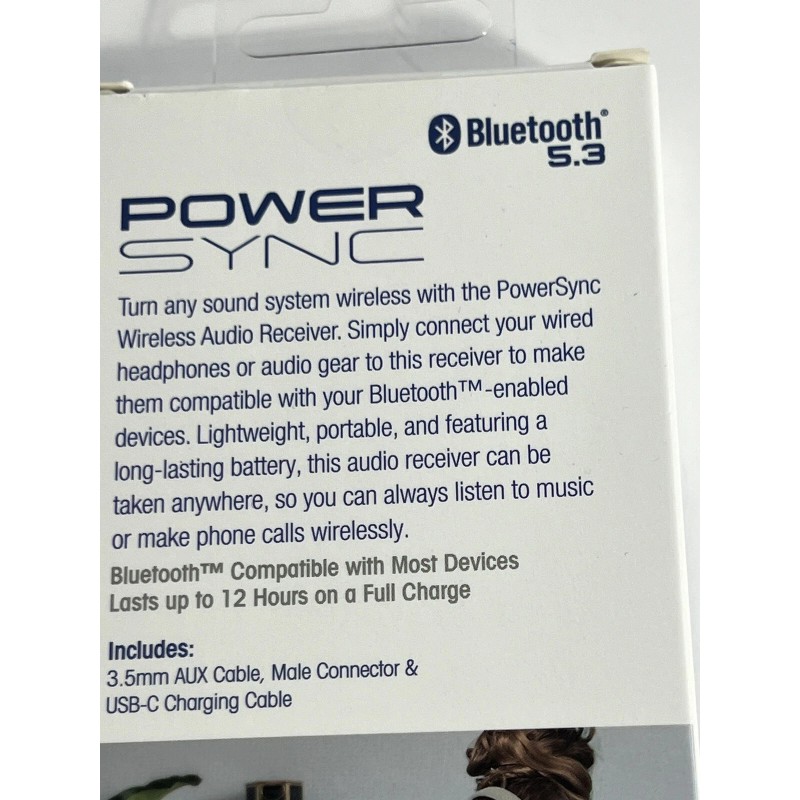 Bluetooth®
5.3
POWER
SYNC
Turn any sound system wireless with the PowerSync
Wireless Audio Receiver. Simply connect your wired
headphones or audio gear to this receiver to make
them compatible with your Bluetooth™-enabled
devices. Lightweight, portable, and featuring a
long-lasting battery, this audio receiver can be
taken anywhere, so you can always listen to music
or make phone calls wirelessly.
Bluetooth™ Compatible with Most Devices
Lasts up to 12 Hours on a Full Charge
Includes:
3.5mm AUX Cable, Male Connector &
USB-C Charging Cable